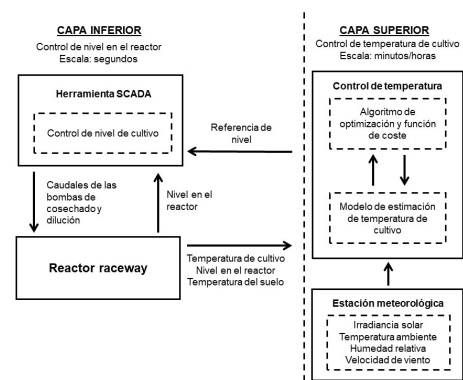 CAPA INFERIOR
Control de nivel en el reactor
Escala: segundos
Herramienta SCADA
Control de nivel de cultivo
Caudales de las
bombas de
cosechado y
dilución
Nivel en el
reactor
Reactor raceway
Referencia de
nivel
Temperatura de cultivo
Nivel en el reactor
Temperatura del suelo
CAPA SUPERIOR
Control de temperatura de cultivo
Escala: minutos/horas
Control de temperatura
Algoritmo de
optimización y función
de coste
Modelo de estimación
de temperatura de
cultivo
Estación meteorológica
Irradiancia solar
Temperatura ambiente
Humedad relativa
Velocidad de viento